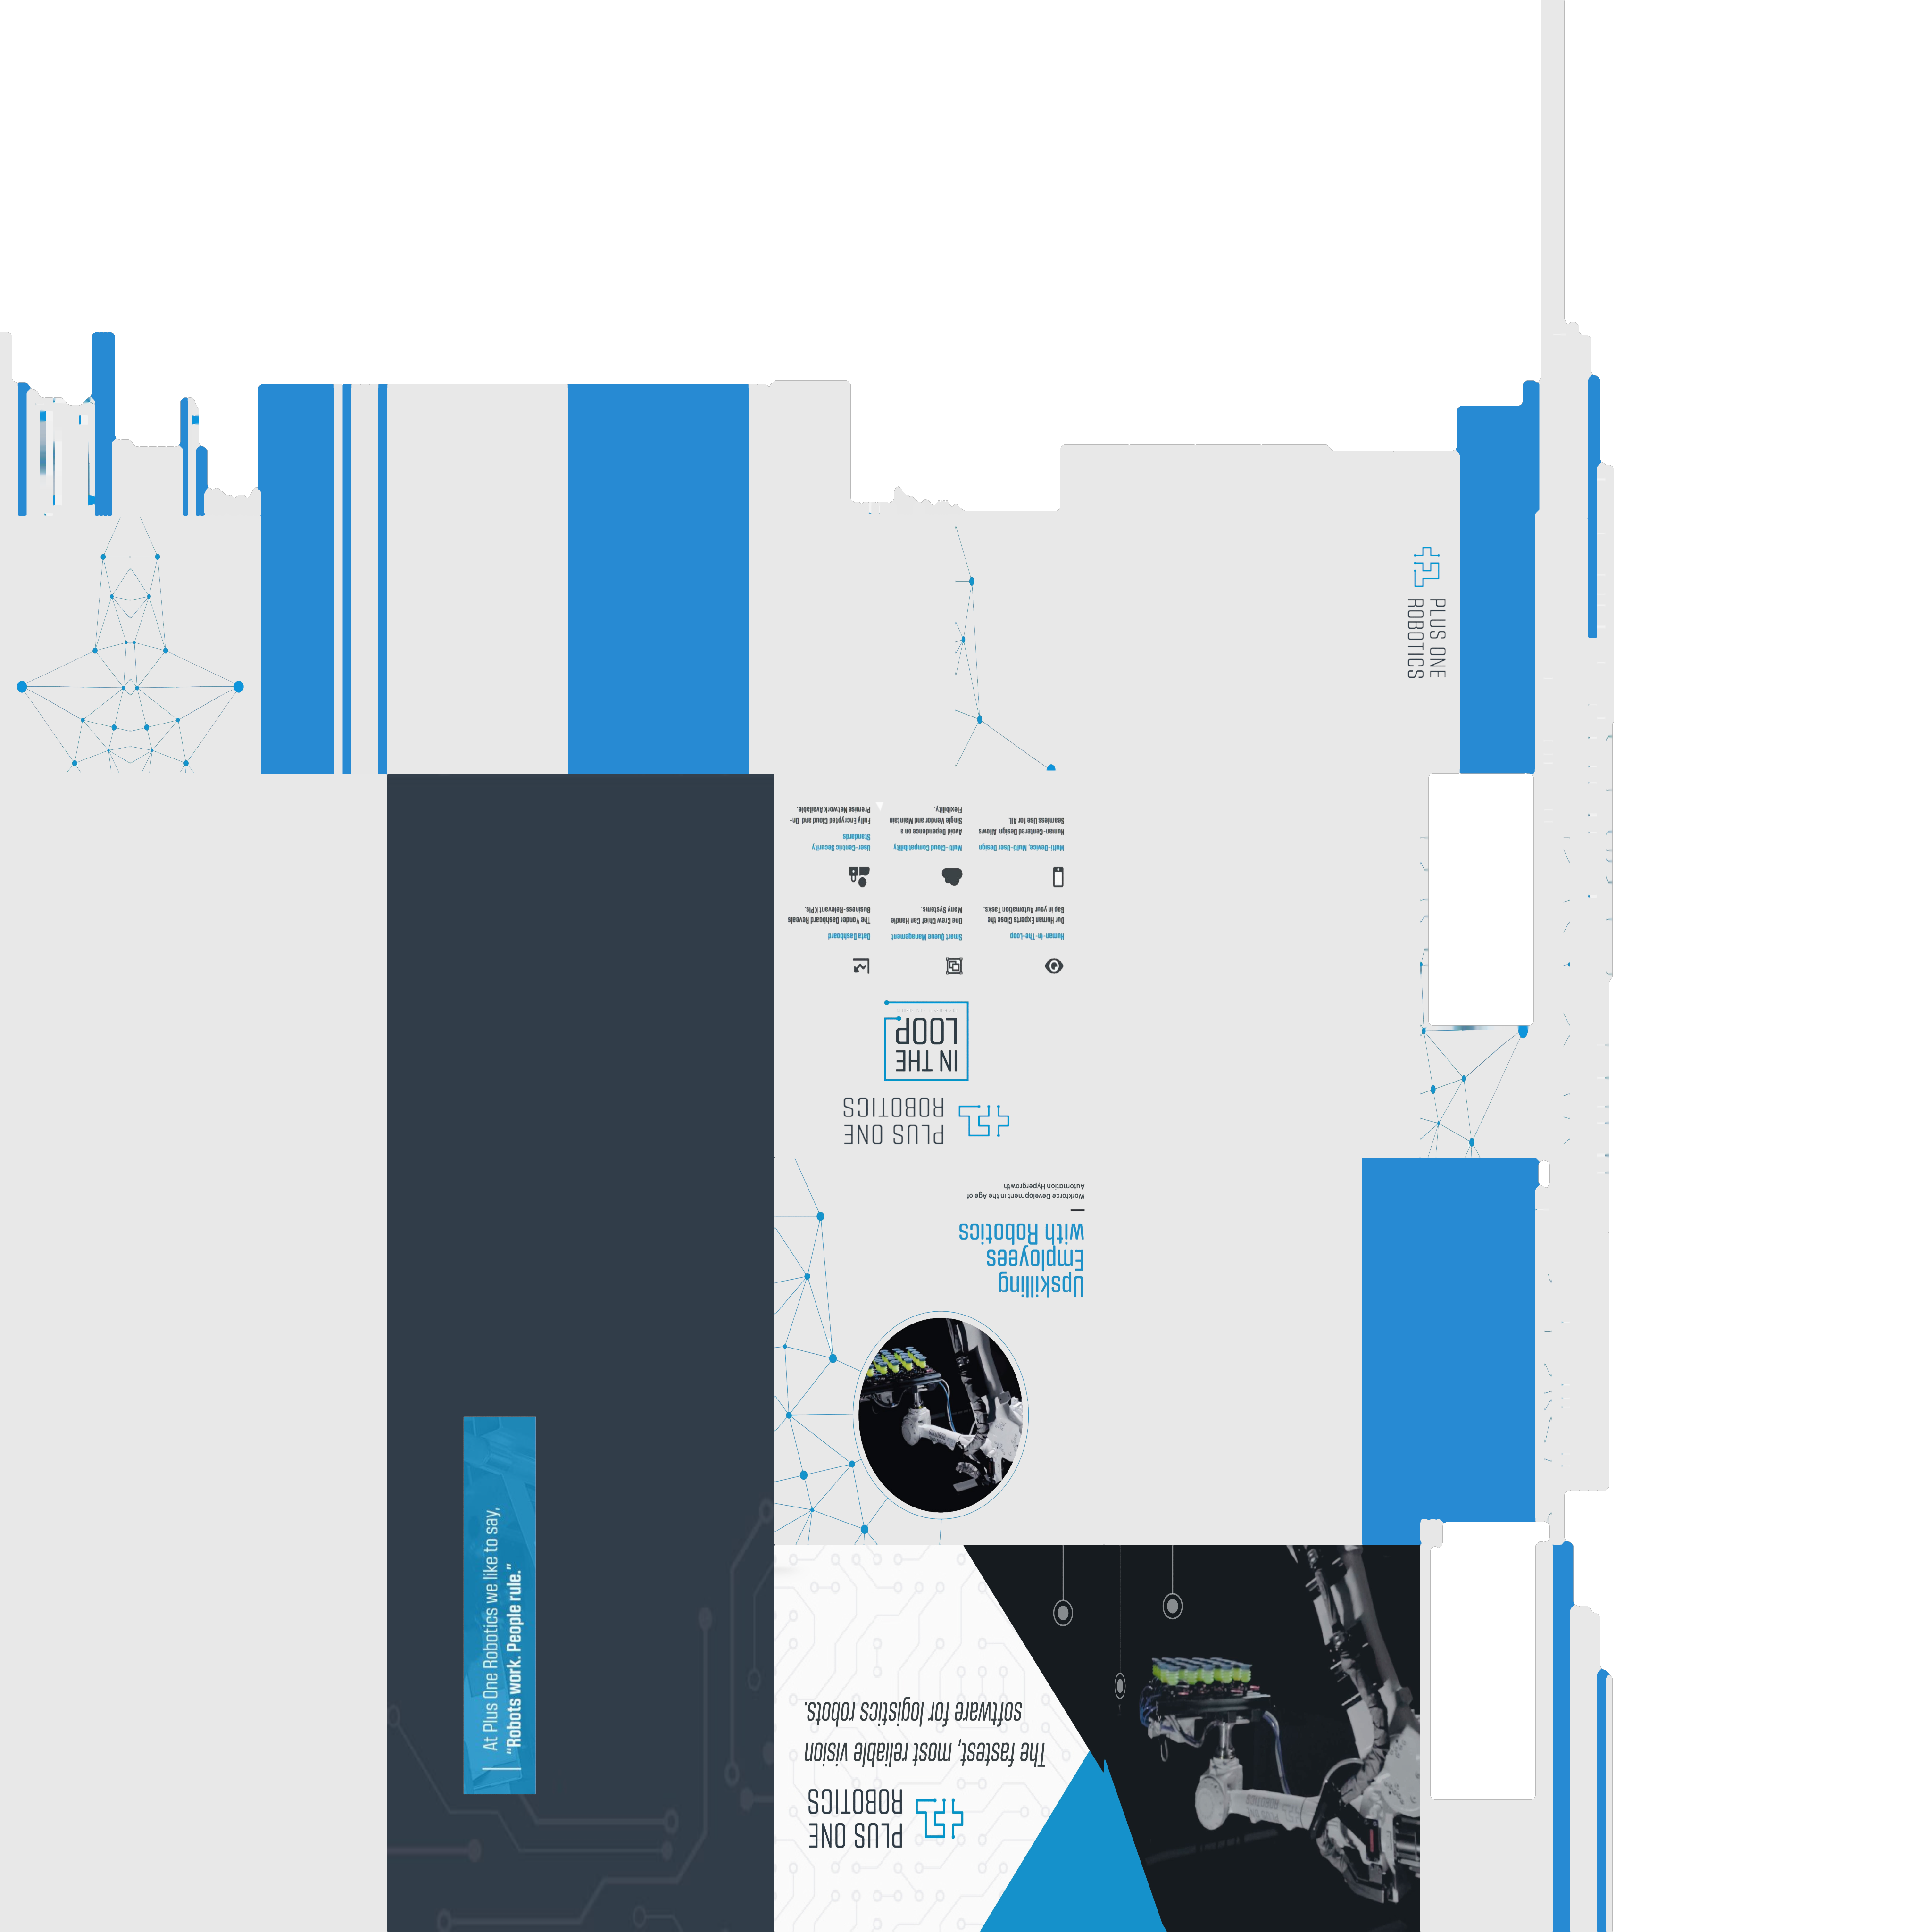 PLUS ONE
ROBOTICS
The fastest, most reliable vision
software for logistics robots.
Upskilling
Employees
with Robotics
Workforce Development in the Age of
Automation Hypergrowth
PLUS ONE
ROBOTICS
IN THE
LOOP
Human-In-The-Loop
Our Human Experts Close the
Gap in your Automation Tasks.
Smart Queue Management
One Crew Chief Can Handle
Many Systems.
Data Dashboard
The Yonder Dashboard Reveals
Business-Relevant KPIs.
Multi-Device, Multi-User Design
Human-Centered Design Allows
Seamless Use for All.
Multi-Cloud Compatibility
Avoid Dependence on a
Single Vendor and Maintain
Flexibility.
User-Centric Security
Standards
Fully Encrypted Cloud and On-
Premise Network Available.
At Plus One Robotics we like to say,
“Robots work. People rule.”
PLUS ONE
ROBOTICS